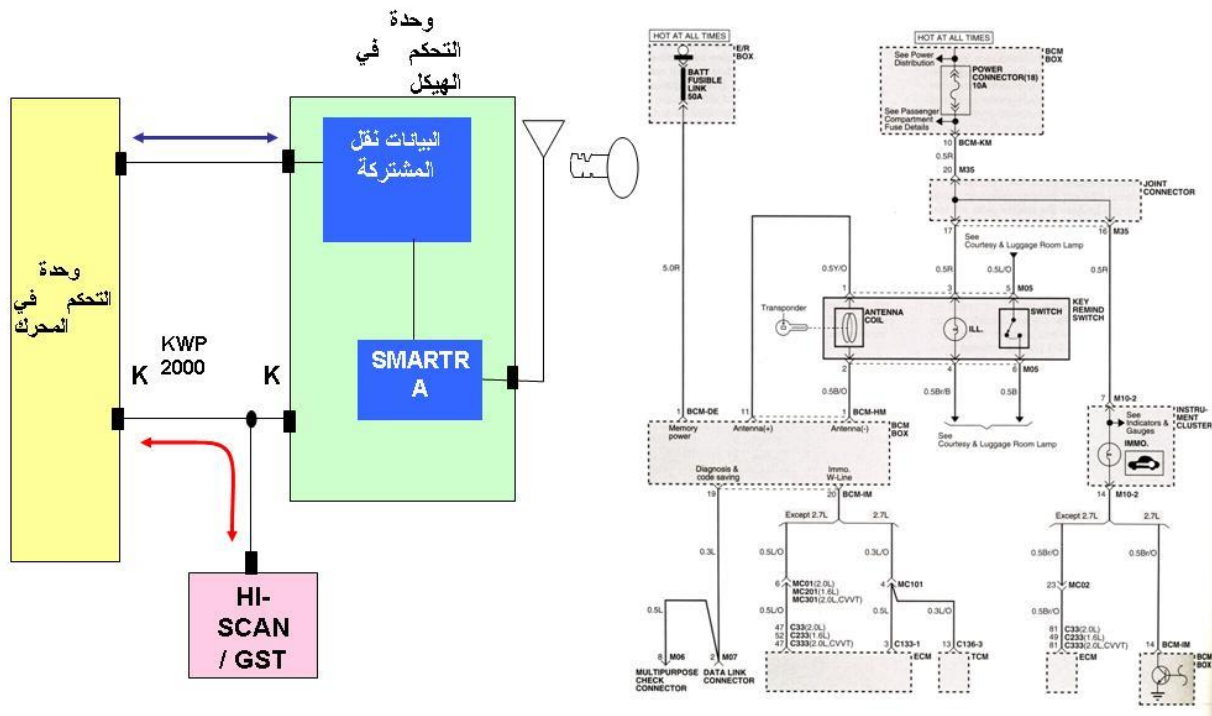 وحدة
التحكم في
الهيكل
البيانات نقل
المشتركة
وحدة
التحكم في
المحرك
KWP
2000
K
K
SMARTR
A
HI-
SCAN
/ GST
HOT AT ALL TIMES
E/R
BOX
BATT
FUSIBLE
LINK
50A
HOT AT ALL TIMES
BCM
BOX
See Power
Distribution
POWER
CONNECTOR(18)
10A
See Passenger
Compartment
Fuse Details
10 BCM-KM
0.5R
20 M35
JOINT
CONNECTOR
17
16 M35
See
Courtesy & Luggage Room Lamp
5.0R
0.5Y/O
0.5R
0.5L/O
0.5R
1
3
5 M05
KEY
REMIND
SWITCH
Transponder
ANTENNA
COIL
ILL.
SWITCH
2
4
6 M05
0.5B/O
0.5Br/B
0.5B
7 M10-2
INSTRU-
MENT
CLUSTER
See
Indicators &
Gauges
IMMO.
See
Courtesy & Luggage Room Lamp
1 BCM-DE
11
BCM-HM
BCM
BOX
Memory
power
Antenna(+)
Antenna(-)
Diagnosis &
code saving
Immo.
W-Line
19
20 BCM-IM
14 M10-2
Except 2.7L
2.7L
Except 2.7L
2.7L
0.3L
0.5L/O
0.3L/O
0.5Br/O
0.5Br/O
6 MC01(2.0L)
MC201(1.6L)
MC301(2.0L,CVVT)
4 MC101
23 MC02
0.5L
0.5L/O
0.5L
0.3L/O
0.5Br/O
47 C33(2.0L)
52 C233(1.6L)
47 C333(2.0L,CVVT)
3 C133-1
13 C136-3
81 C33(2.0L)
49 C233(1.6L)
81 C333(2.0L,CVVT)
14 BCM-IM
8 M06
2 M07
MULTIPURPOSE
CHECK
CONNECTOR
DATA LINK
CONNECTOR
ECM
TCM
ECM
BCM
BOX